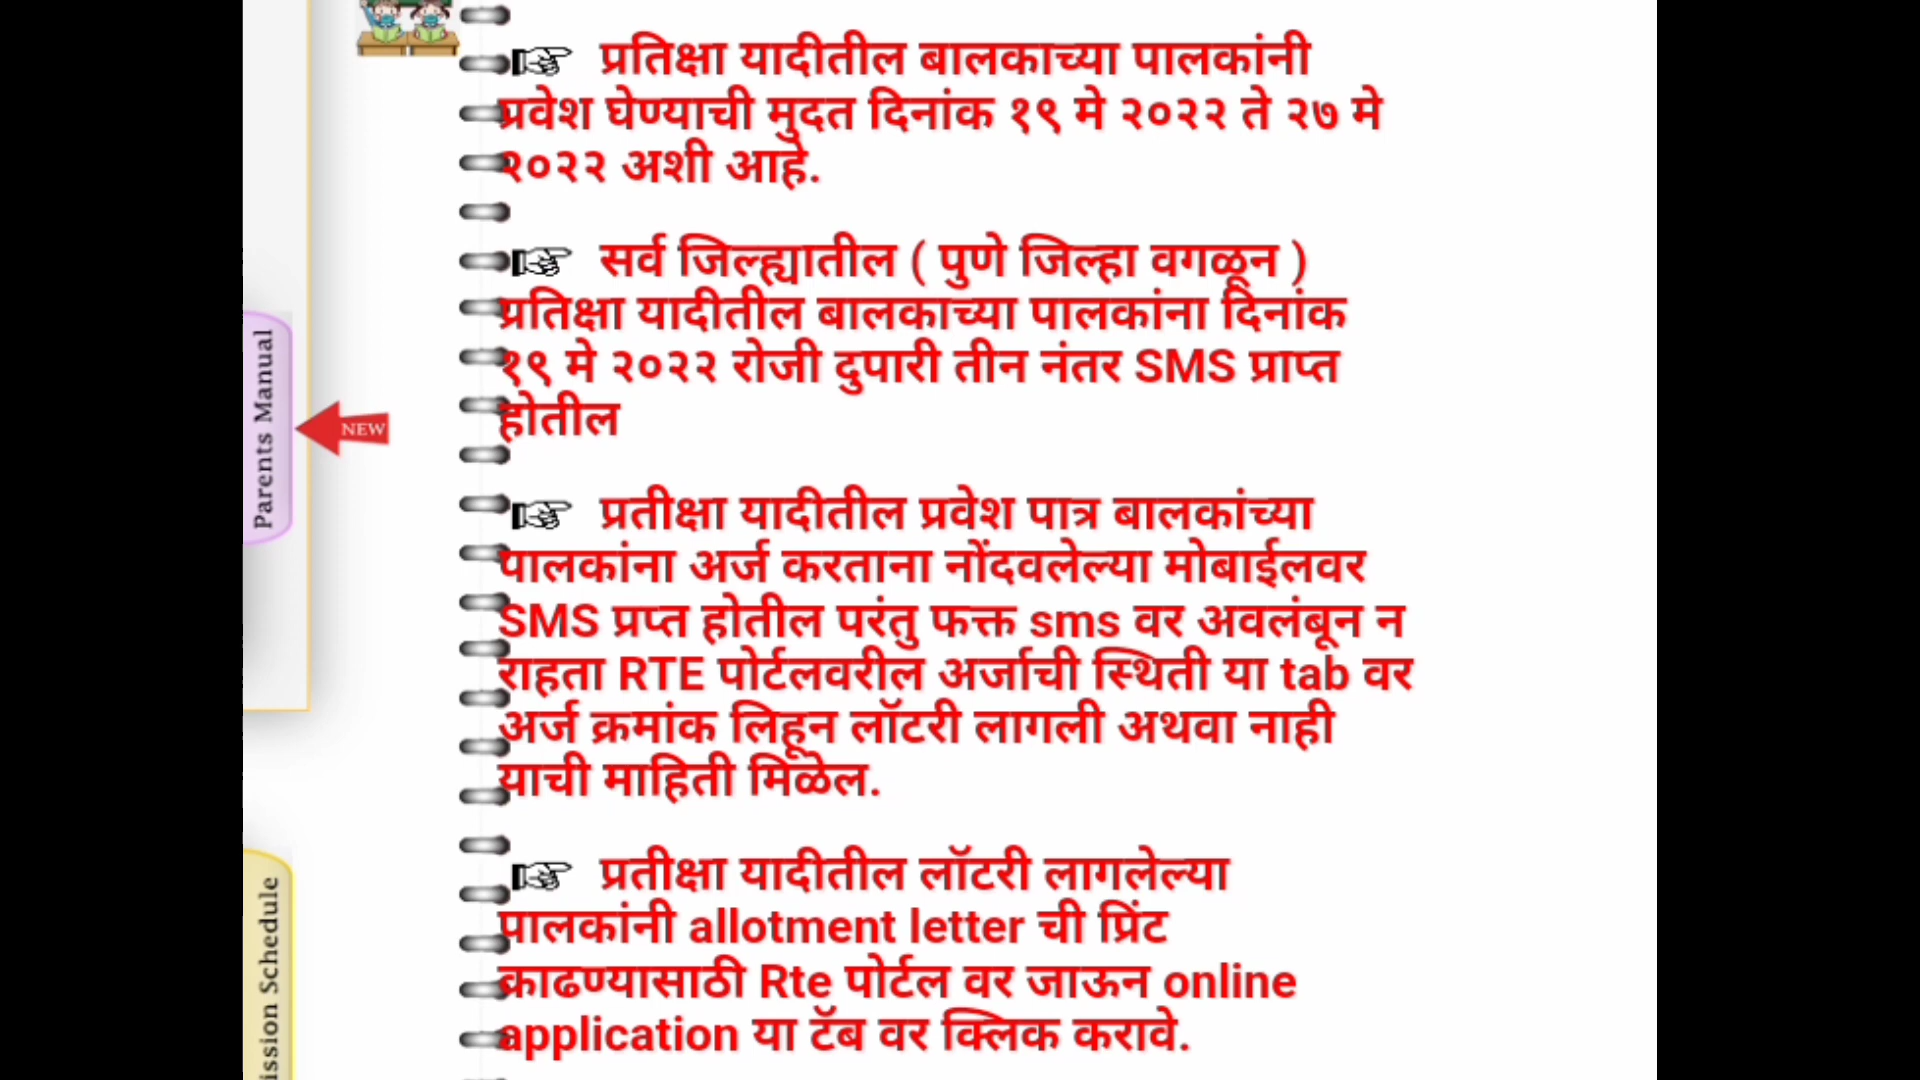 ☞ प्रतिक्षा यादीतील बालकाच्या पालकांनी
प्रवेश घेण्याची मुदत दिनांक १९ मे २०२२ ते २७ मे
२०२२ अशी आहे.
☞ सर्व जिल्ह्यातील ( पुणे जिल्हा वगळून )
प्रतिक्षा यादीतील बालकाच्या पालकांना दिनांक
१९ मे २०२२ रोजी दुपारी तीन नंतर SMS प्राप्त
होतील
☞ प्रतीक्षा यादीतील प्रवेश पात्र बालकांच्या
पालकांना अर्ज करताना नोंदवलेल्या मोबाईलवर
SMS प्रप्त होतील परंतु फक्त sms वर अवलंबून न
राहता RTE पोर्टलवरील अर्जाची स्थिती या tab वर
अर्ज क्रमांक लिहून लॉटरी लागली अथवा नाही
याची माहिती मिळेल.
☞ प्रतीक्षा यादीतील लॉटरी लागलेल्या
पालकांनी allotment letter ची प्रिंट
काढण्यासाठी Rte पोर्टल वर जाऊन online
application या टॅब वर क्लिक करावे.
Parents Manual
NEW
ission Schedule